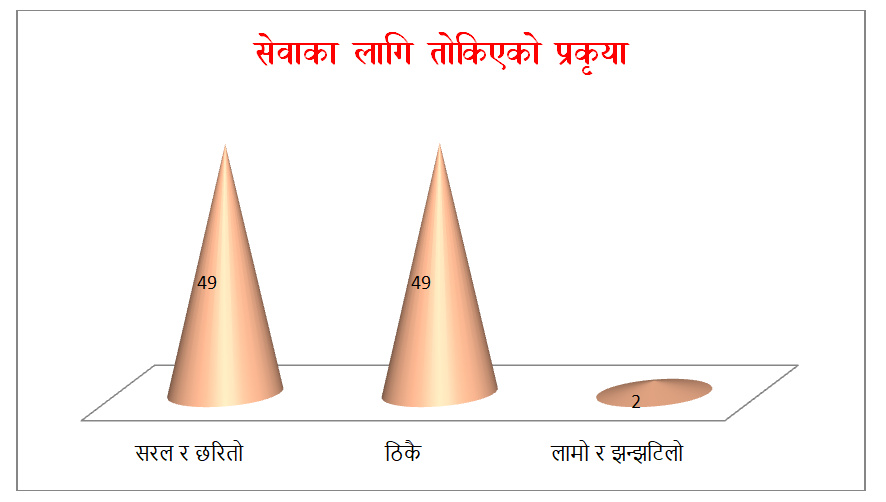 सेवाका लागि तोकिएको प्रकृया
49
49
2
सरल र छरितो
ठिकै
लामो र झन्झटिलो